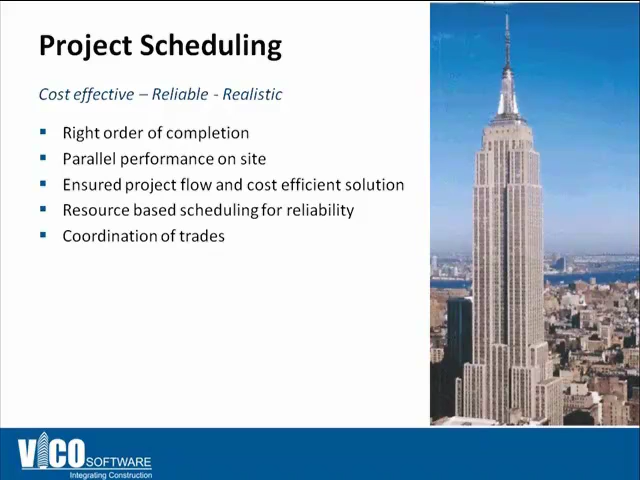 Project Scheduling
Cost effective – Reliable - Realistic
▪ Right order of completion
▪ Parallel performance on site
▪ Ensured project flow and cost efficient solution
▪ Resource based scheduling for reliability
▪ Coordination of trades
VICO SOFTWARE
Integrating Construction